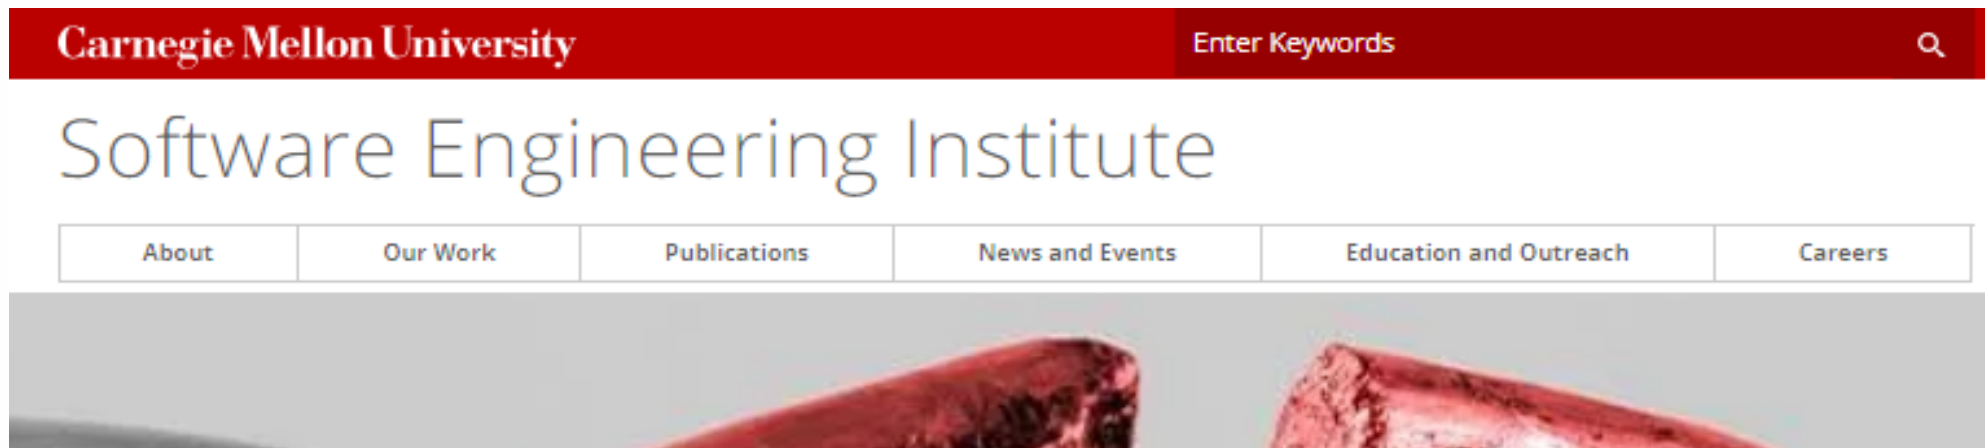 Carnegie Mellon University
Enter Keywords
Software Engineering Institute
About
Our Work
Publications
News and Events
Education and Outreach
Careers